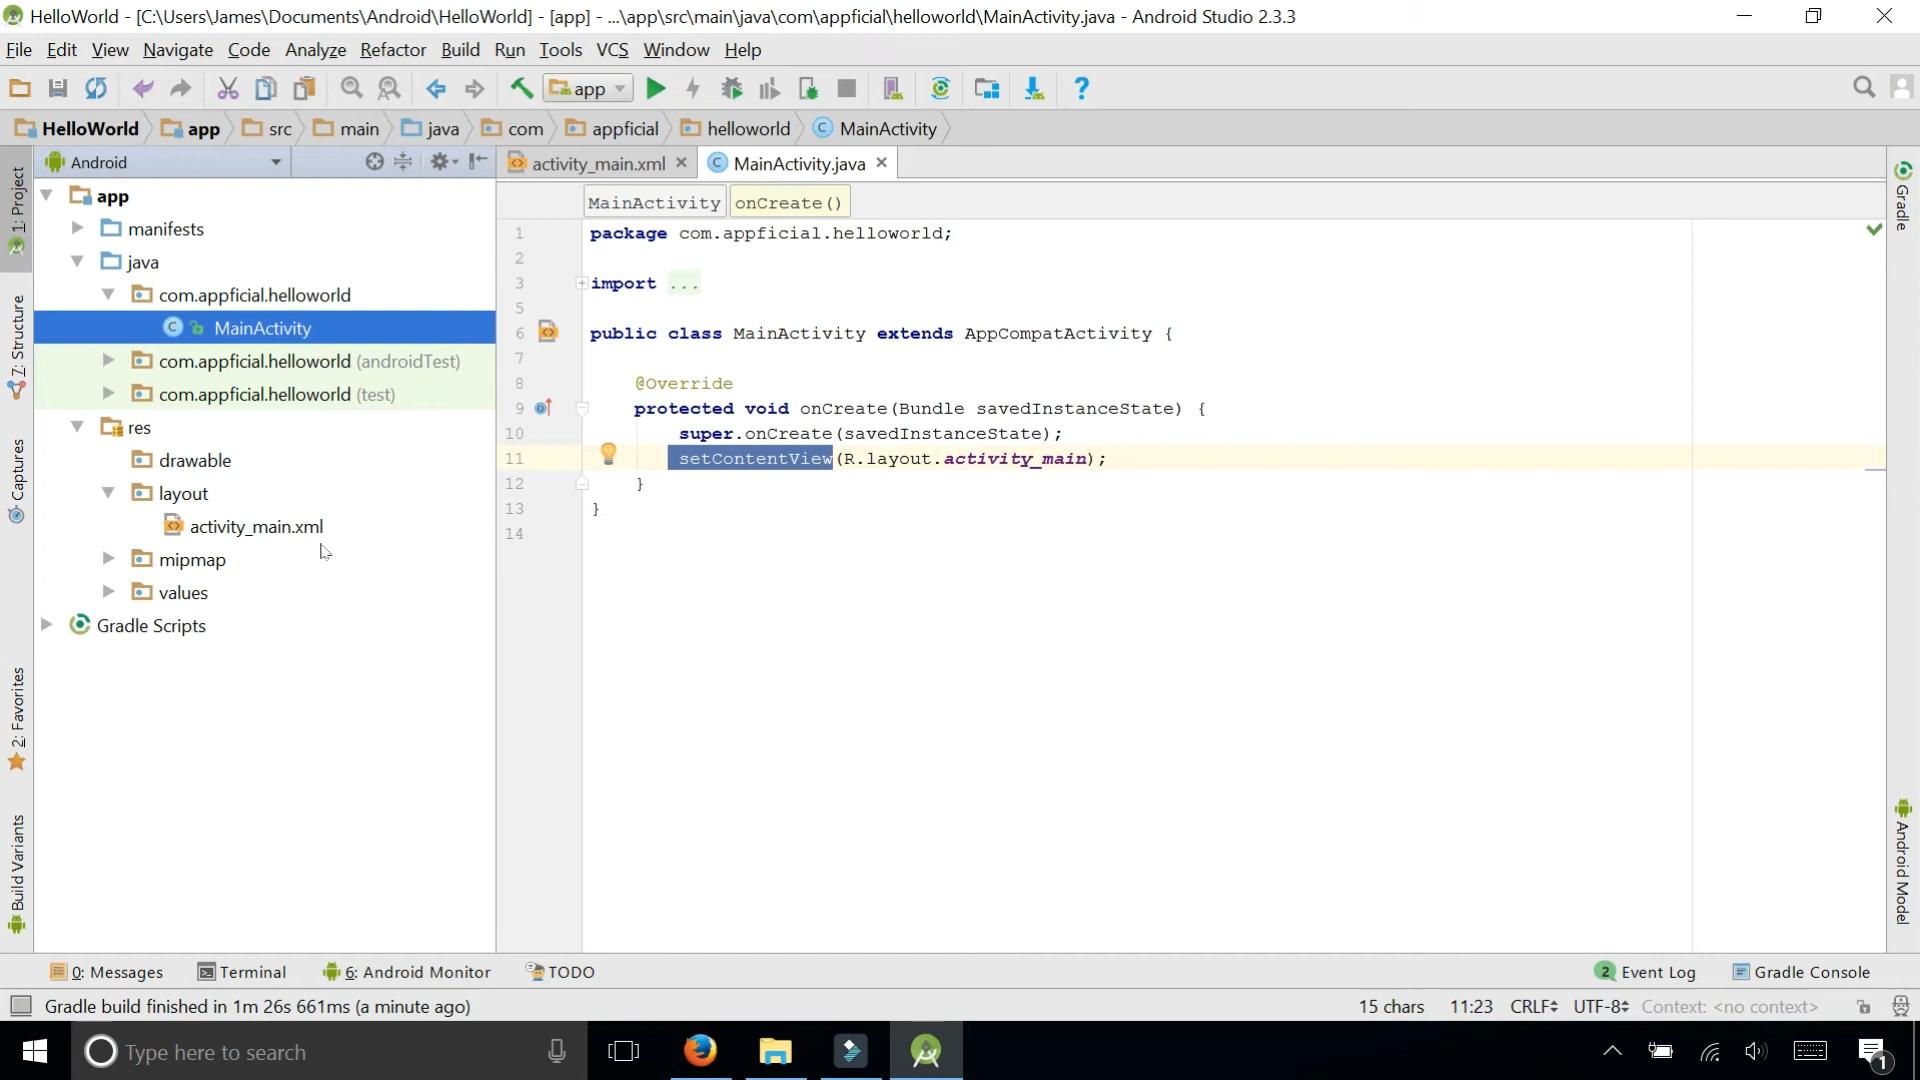 HelloWorld - [C:\Users\James\Documents\Android\HelloWorld] - [app] - ...\app\src\main\java\com\appficial\helloworld\MainActivity.java - Android Studio 2.3.3
File Edit View Navigate Code Analyze Refactor Build Run Tools VCS Window Help
app
HelloWorld app src main java com appficial helloworld MainActivity
Android
activity_main.xml MainActivity.java
MainActivity onCreate()
1: Project
7: Structure
Captures
2: Favorites
Build Variants
app
manifests
java
com.appficial.helloworld
MainActivity
com.appficial.helloworld (androidTest)
com.appficial.helloworld (test)
res
drawable
layout
activity_main.xml
mipmap
values
Gradle Scripts
1 package com.appficial.helloworld;
2
3 import ...
5
6 public class MainActivity extends AppCompatActivity {
7
8 @Override
9 protected void onCreate(Bundle savedInstanceState) {
10 super.onCreate(savedInstanceState);
11 setContentView(R.layout.activity_main);
12 }
13 }
14
Gradle
Android Model
0: Messages Terminal 6: Android Monitor TODO 2 Event Log Gradle Console
Gradle build finished in 1m 26s 661ms (a minute ago) 15 chars 11:23 CRLF UTF-8 Context: <no context>
Type here to search 1